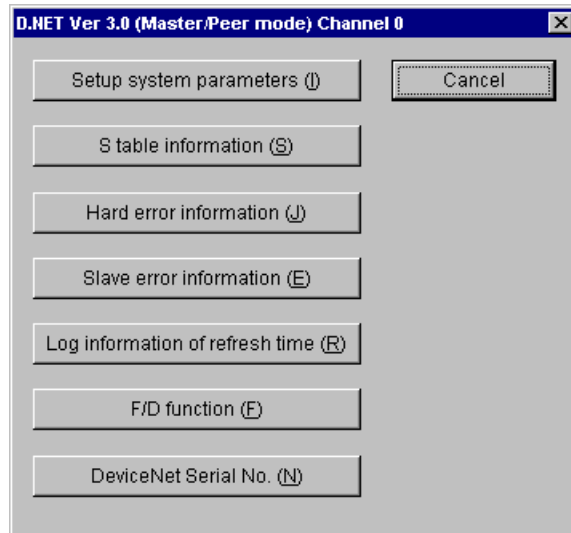 D.NET Ver 3.0 (Master/Peer mode) Channel 0
Setup system parameters (I)
Cancel
S table information (S)
Hard error information (J)
Slave error information (E)
Log information of refresh time (R)
F/D function (F)
DeviceNet Serial No. (N)